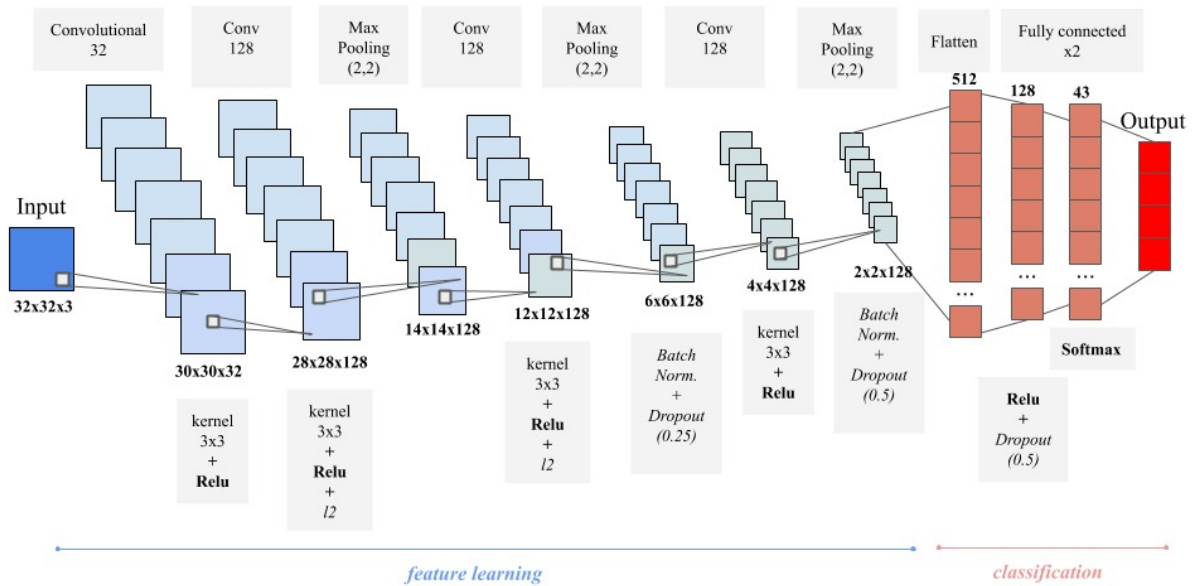 Convolutional
32
Conv
128
Max
Pooling
(2,2)
Conv
128
Max
Pooling
(2,2)
Conv
128
Max
Pooling
(2,2)
Flatten
Fully connected
x2
512
128
43
Output
Input
32x32x3
30x30x32
28x28x128
14x14x128
12x12x128
6x6x128
4x4x128
2x2x128
...
...
...
kernel
3x3
+
Relu
kernel
3x3
+
Relu
+
l2
kernel
3x3
+
Relu
+
l2
Batch
Norm.
+
Dropout
(0.25)
kernel
3x3
+
Relu
Batch
Norm.
+
Dropout
(0.5)
Softmax
Relu
+
Dropout
(0.5)
feature learning
classification